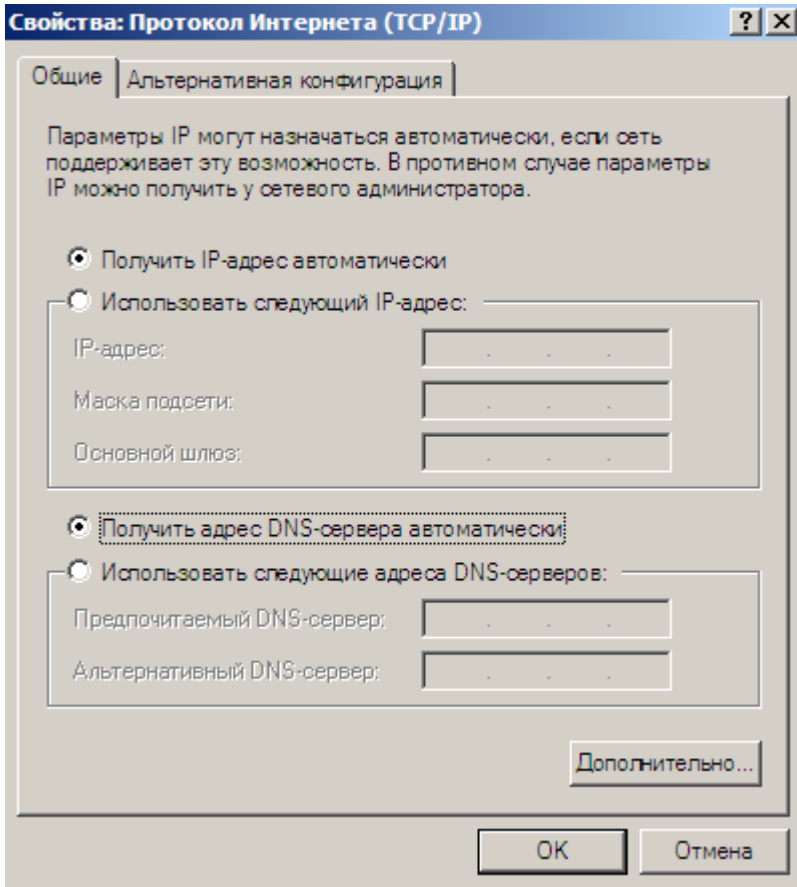 Свойства: Протокол Интернета (TCP/IP)
Общие
Альтернативная конфигурация
Параметры IP могут назначаться автоматически, если сеть
поддерживает эту возможность. В противном случае параметры
IP можно получить у сетевого администратора.
Получить IP-адрес автоматически
Использовать следующий IP-адрес:
IP-адрес:
Маска подсети:
Основной шлюз:
Получить адрес DNS-сервера автоматически
Использовать следующие адреса DNS-серверов:
Предпочитаемый DNS-сервер:
Альтернативный DNS-сервер:
Дополнительно...
OK
Отмена